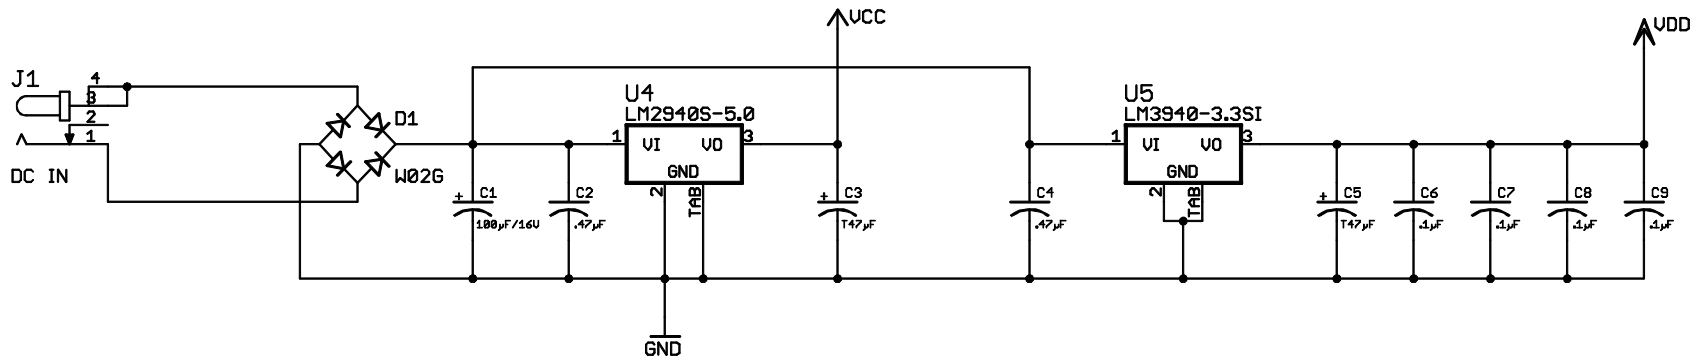 VCC
VDD
J1
4
3
2
1
DC IN
D1
W02G
U4
LM2940S-5.0
1
VI
VO
3
GND
2
TAB
U5
LM3940-3.3SI
1
VI
VO
3
GND
2
TAB
+
C1
100µF/16V
C2
.47µF
+
C3
T47µF
C4
.47µF
+
C5
T47µF
C6
.1µF
C7
.1µF
C8
.1µF
C9
.1µF
GND